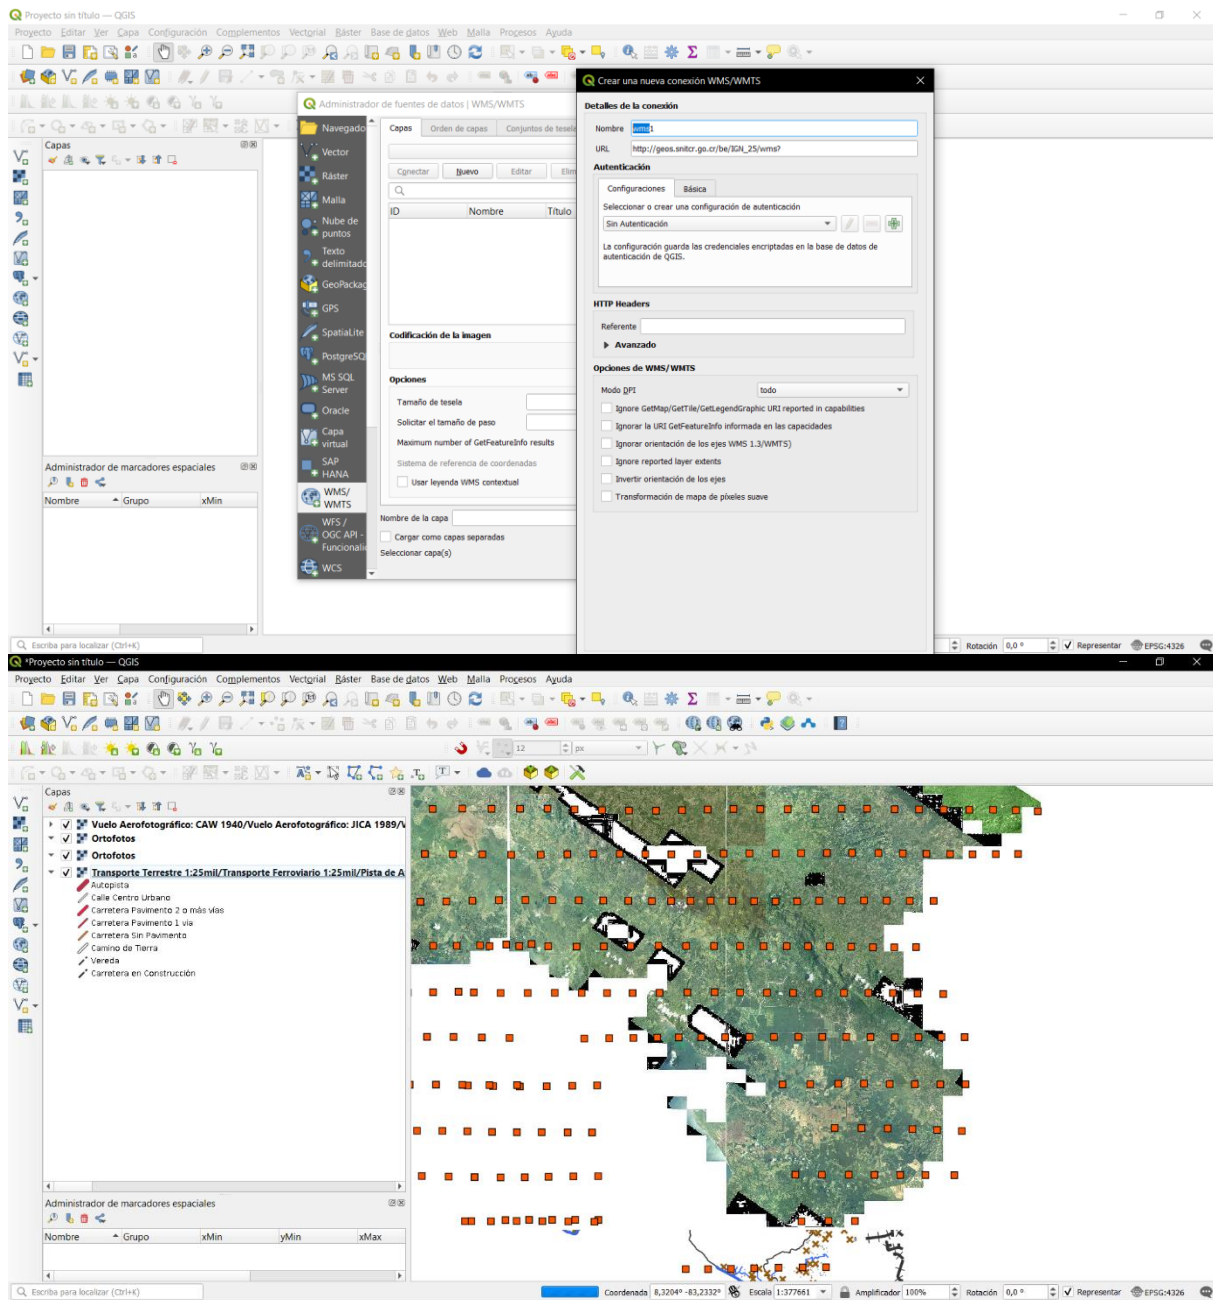 Proyecto sin título — QGIS
Proyecto Editar Ver Capa Configuración Complementos Vectorial Ráster Base de datos Web Malla Procesos Ayuda
Administrador de fuentes de datos | WMS/WMTS
Navegado
Vector
Ráster
Malla
Nube de
puntos
Texto
delimitado
GeoPackag
GPS
SpatiaLite
PostgreSQ
MS SQL
Server
Oracle
Capa
virtual
SAP
HANA
WMS/
WMTS
WFS /
OGC API -
Funcionali
WCS
Capas
Orden de capas
Conjuntos de tesela
Conectar
Nuevo
Editar
Elim
ID
Nombre
Título
Codificación de la imagen
Opciones
Tamaño de tesela
Solicitar el tamaño de paso
Maximum number of GetFeatureInfo results
Sistema de referencia de coordenadas
Usar leyenda WMS contextual
Nombre de la capa
Cargar como capas separadas
Seleccionar capa(s)
Crear una nueva conexión WMS/WMTS
Detalles de la conexión
Nombre wms1
URL http://geos.snitcr.go.cr/be/IGN_25/wms?
Autenticación
Configuraciones Básica
Seleccionar o crear una configuración de autenticación
Sin Autenticación
La configuración guarda las credenciales encriptadas en la base de datos de
autenticación de QGIS.
HTTP Headers
Referente
Avanzado
Opciones de WMS/WMTS
Modo DPI todo
Ignore GetMap/GetTile/GetLegendGraphic URI reported in capabilities
Ignorar la URI GetFeatureInfo informada en las capacidades
Ignorar orientación de los ejes WMS 1.3/WMTS)
Ignore reported layer extents
Invertir orientación de los ejes
Transformación de mapa de píxeles suave
Capas
Administrador de marcadores espaciales
Nombre Grupo xMin
Escriba para localizar (Ctrl+K)
Rotación 0,0 ° Representar EPSG:4326
*Proyecto sin título — QGIS
Proyecto Editar Ver Capa Configuración Complementos Vectorial Ráster Base de datos Web Malla Procesos Ayuda
12 px
Capas
Vuelo Aerofotográfico: CAW 1940/Vuelo Aerofotográfico: JICA 1989/V
Ortofotos
Ortofotos
Transporte Terrestre 1:25mil/Transporte Ferroviario 1:25mil/Pista de A
Autopista
Calle Centro Urbano
Carretera Pavimento 2 o más vías
Carretera Pavimento 1 vía
Carretera Sin Pavimento
Camino de Tierra
Vereda
Carretera en Construcción
Administrador de marcadores espaciales
Nombre Grupo xMin yMin xMax
Escriba para localizar (Ctrl+K)
Coordenada 8,3204° -83,2332° Escala 1:377661 Amplificador 100% Rotación 0,0 ° Representar EPSG:4326